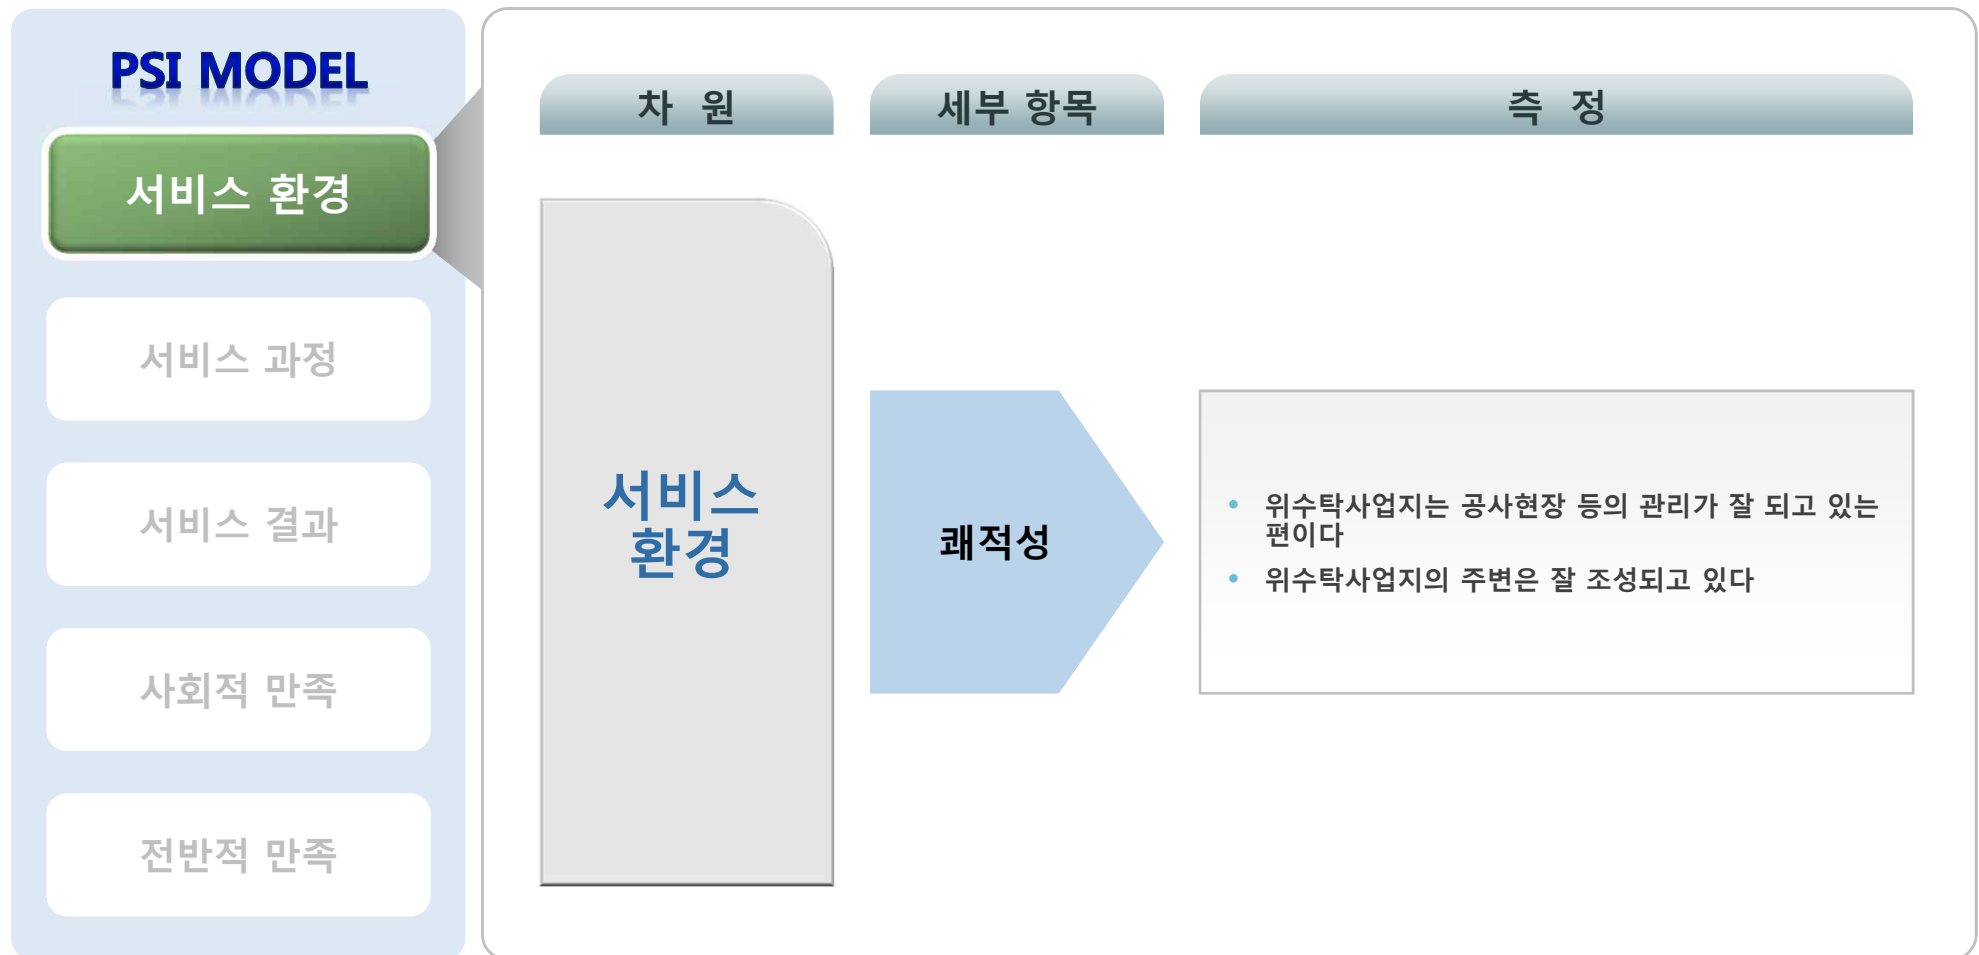 PSI MODEL
서비스 환경
서비스 과정
서비스 결과
사회적 만족
전반적 만족
차 원
세부 항목
측 정
서비스
환경
쾌적성
• 위수탁사업지는 공사현장 등의 관리가 잘 되고 있는
편이다
• 위수탁사업지의 주변은 잘 조성되고 있다